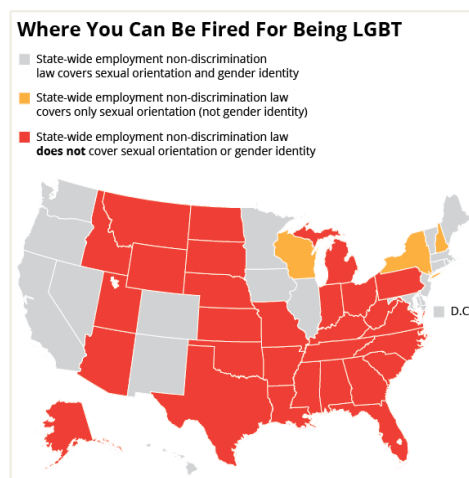 Where You Can Be Fired For Being LGBT
State-wide employment non-discrimination
law covers sexual orientation and gender identity
State-wide employment non-discrimination law
covers only sexual orientation (not gender identity)
State-wide employment non-discrimination law
does not cover sexual orientation or gender identity
D.C